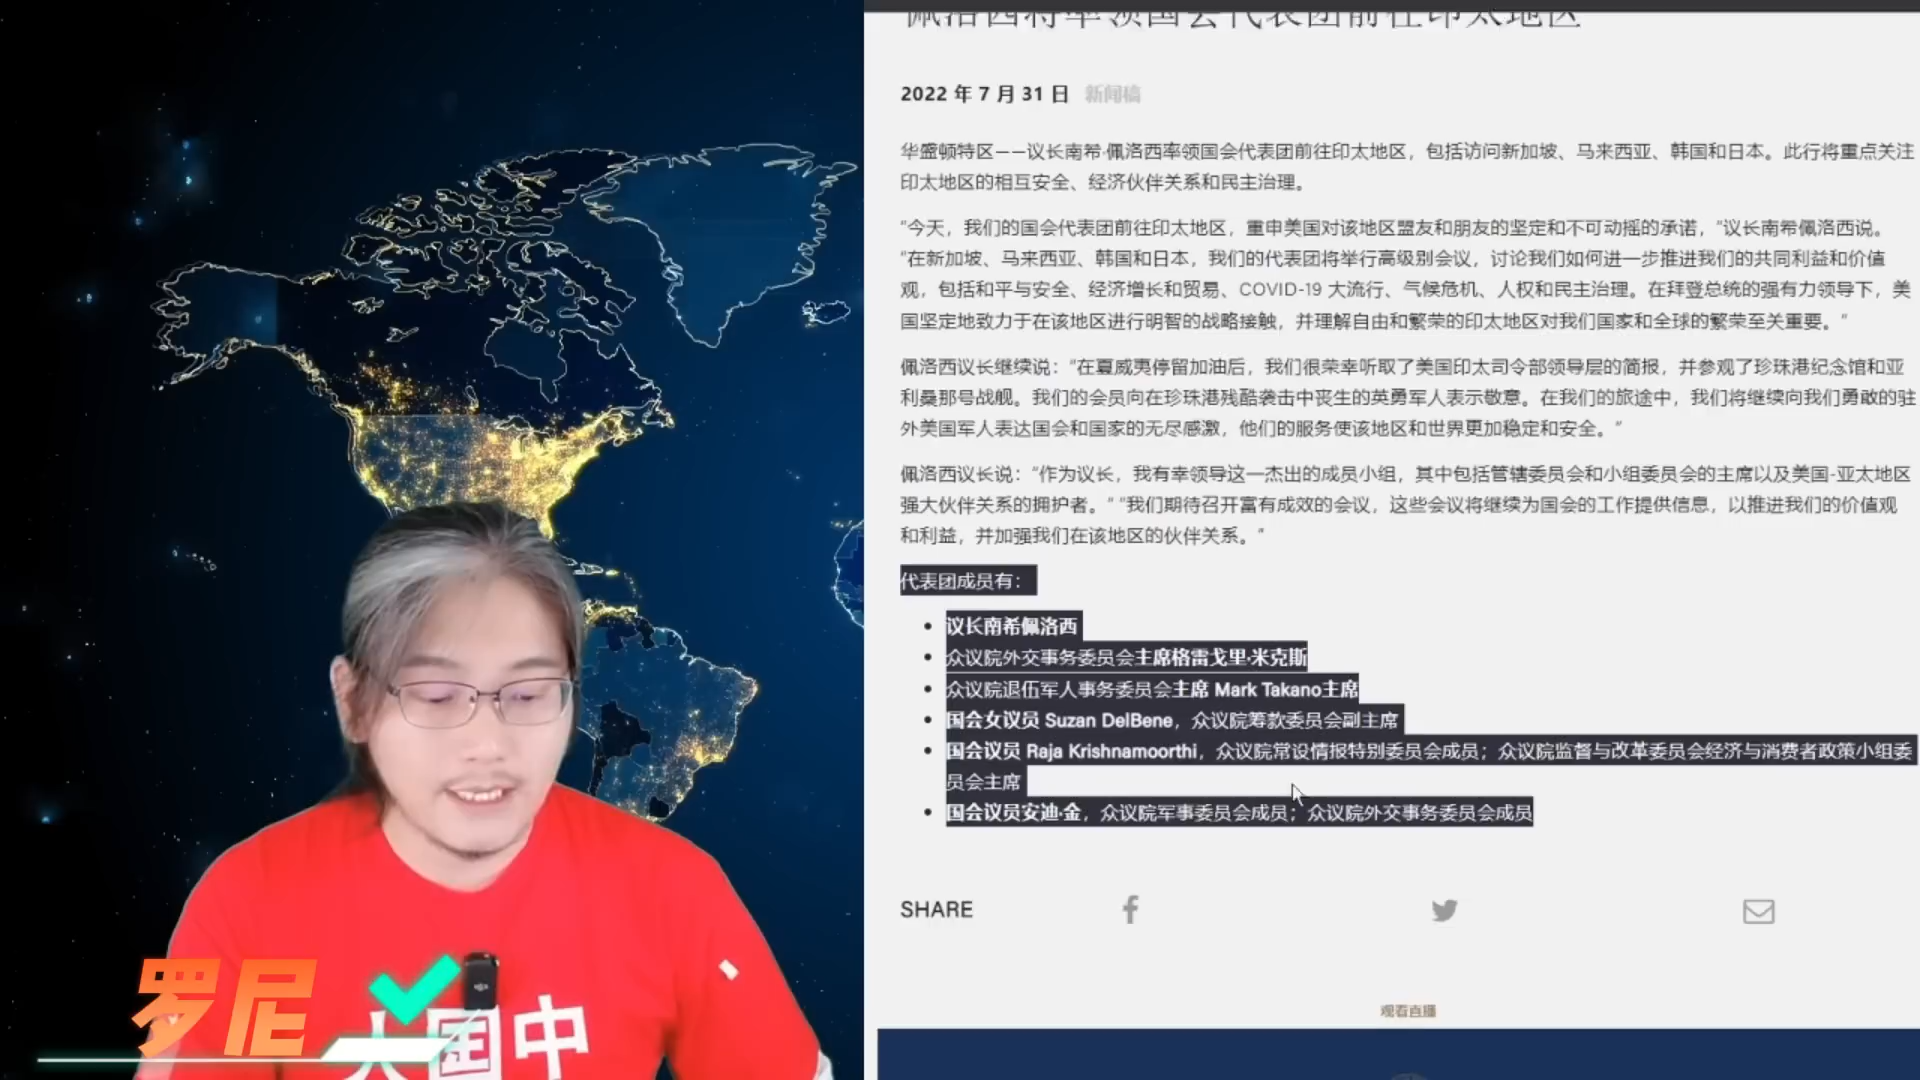 佩洛西将率领国会代表团前往印太地区
2022 年 7 月 31 日 新闻稿
华盛顿特区——议长南希·佩洛西率领国会代表团前往印太地区，包括访问新加坡、马来西亚、韩国和日本。此行将重点关注
印太地区的相互安全、经济伙伴关系和民主治理。
“今天，我们的国会代表团前往印太地区，重申美国对该地区盟友和朋友的坚定和不可动摇的承诺，”议长南希佩洛西说。
“在新加坡、马来西亚、韩国和日本，我们的代表团将举行高级别会议，讨论我们如何进一步推进我们的共同利益和价值
观，包括和平与安全、经济增长和贸易、COVID-19 大流行、气候危机、人权和民主治理。在拜登总统的强有力领导下，美
国坚定地致力于在该地区进行明智的战略接触，并理解自由和繁荣的印太地区对我们国家和全球的繁荣至关重要。”
佩洛西议长继续说：“在夏威夷停留加油后，我们很荣幸听取了美国印太司令部领导层的简报，并参观了珍珠港纪念馆和亚
利桑那号战舰。我们的会员向在珍珠港残酷袭击中丧生的英勇军人表示敬意。在我们的旅途中，我们将继续向我们勇敢的驻
外美国军人表达国会和国家的无尽感激，他们的服务使该地区和世界更加稳定和安全。”
佩洛西议长说：“作为议长，我有幸领导这一杰出的成员小组，其中包括管辖委员会和小组委员会的主席以及美国-亚太地区
强大伙伴关系的拥护者。” “我们期待召开富有成效的会议，这些会议将继续为国会的工作提供信息，以推进我们的价值观
和利益，并加强我们在该地区的伙伴关系。”
代表团成员有：
• 议长南希佩洛西
• 众议院外交事务委员会主席格雷戈里·米克斯
• 众议院退伍军人事务委员会主席 Mark Takano主席
• 国会女议员 Suzan DelBene，众议院筹款委员会副主席
• 国会议员 Raja Krishnamoorthi，众议院常设情报特别委员会成员；众议院监督与改革委员会经济与消费者政策小组委
员会主席
• 国会议员安迪·金，众议院军事委员会成员；众议院外交事务委员会成员
SHARE
观看直播
罗尼
人国中